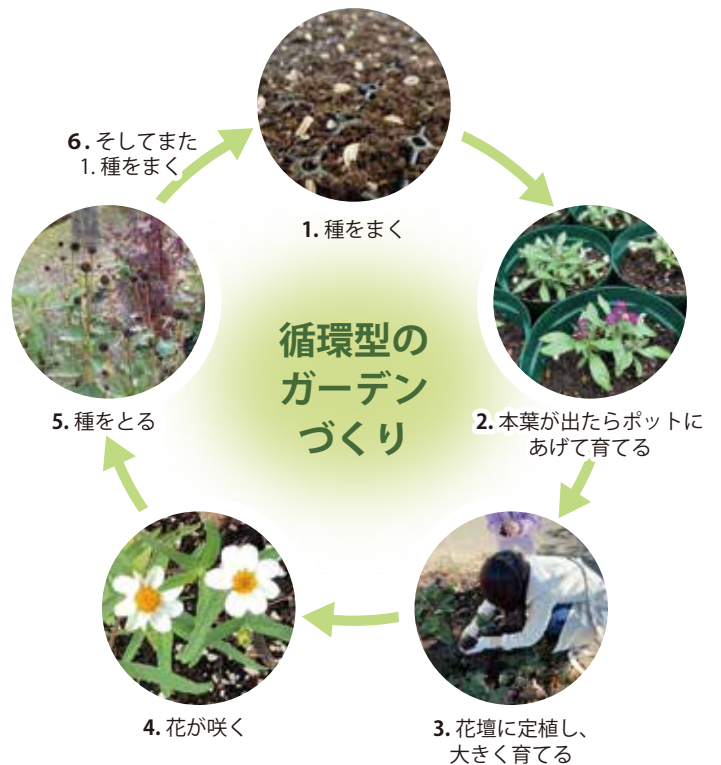 循環型の
ガーデン
づくり
1. 種をまく
2. 本葉が出たらポットに
あげて育てる
3. 花壇に定植し、
大きく育てる
4. 花が咲く
5. 種をとる
6. そしてまた
1. 種をまく